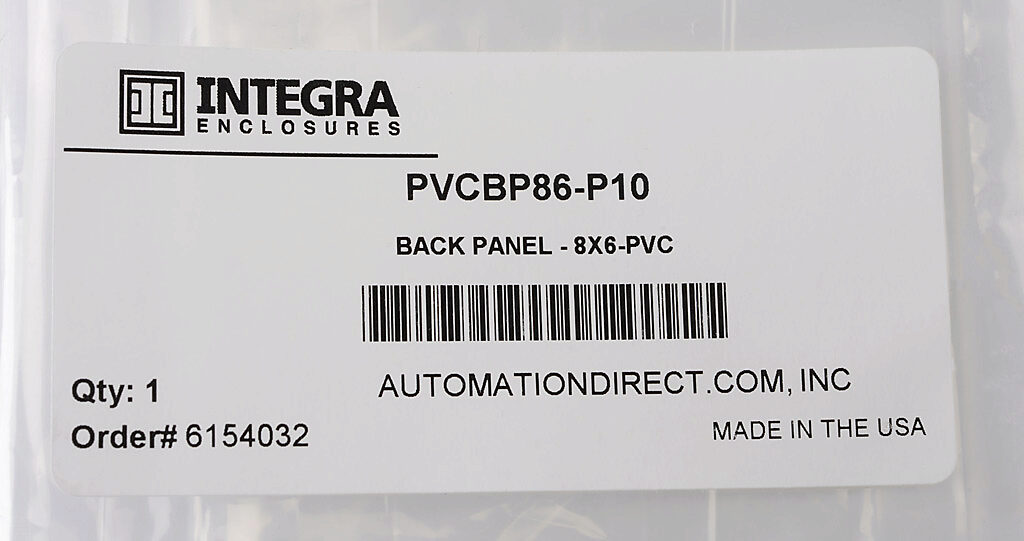 INTEGRA
ENCLOSURES
PVCBP86-P10
BACK PANEL - 8X6-PVC
Qty: 1
AUTOMATIONDIRECT.COM, INC
Order# 6154032
MADE IN THE USA